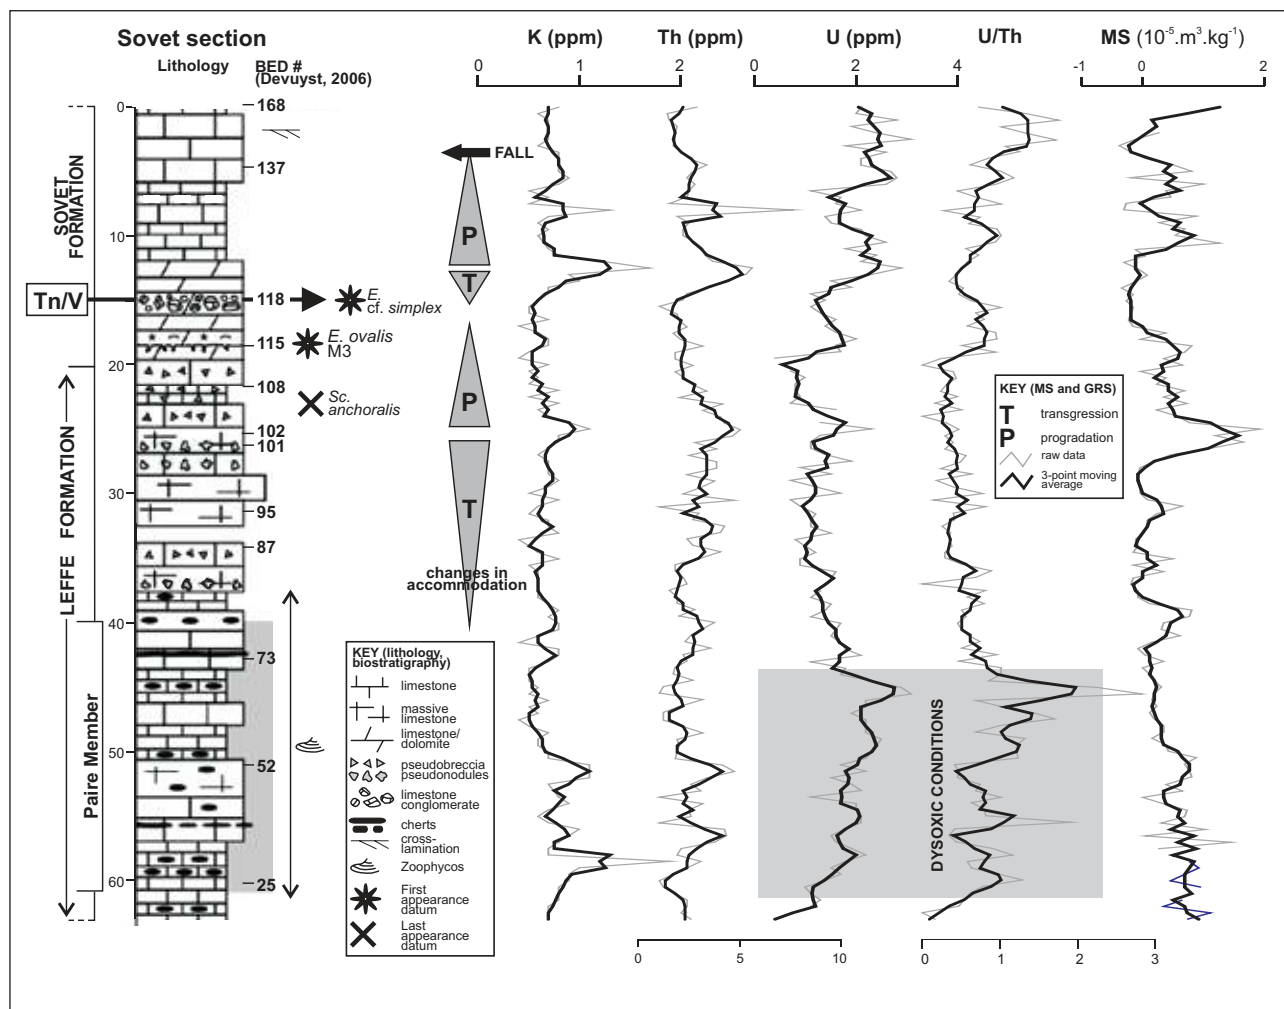 Sovet section
Lithology
BED #
(Devuyst, 2006)
K (ppm)
Th (ppm)
U (ppm)
U/Th
MS (10⁻⁵.m³.kg⁻¹)
0 1 2
0 2 4
-1 0 2
SOVET FORMATION
LEFFE FORMATION
Paire Member
Tn/V
0
10
20
30
40
50
60
168
137
118
115
108
102
101
95
87
73
52
25
E.
cf. simplex
E. ovalis
M3
Sc.
anchoralis
FALL
P
T
P
T
changes in
accommodation
DYSOXIC CONDITIONS
KEY (MS and GRS)
T transgression
P progradation
raw data
3-point moving
average
KEY (lithology,
biostratigraphy)
limestone
massive
limestone
limestone/
dolomite
pseudobreccia
pseudonodules
limestone
conglomerate
cherts
cross-
lamination
Zoophycos
First
appearance
datum
Last
appearance
datum
0 5 10
0 1 2 3